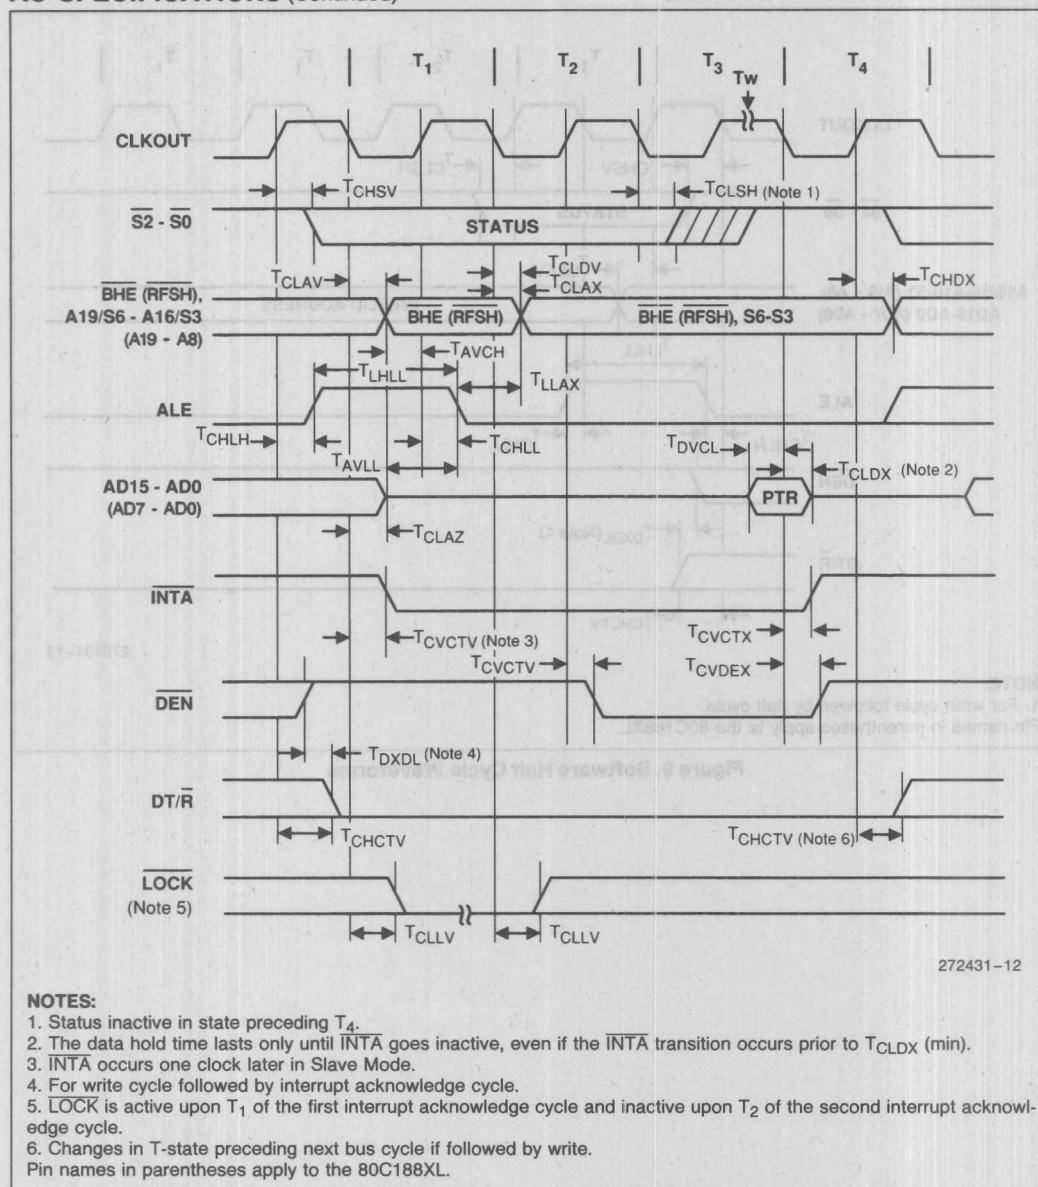 AC SPECIFICATIONS (Continued)
T1 T2 T3 T4
TW
CLKOUT
TCHSV TCLSH (Note 1)
S2 - S0 STATUS
TCLAV TCLDV TCHDX
TCLAX
BHE (RFSH),
A19/S6 - A16/S3 BHE (RFSH) BHE (RFSH), S6-S3
(A19 - A8)
TAVCH
TLHLL TLLAX
ALE
TCHLH TCHLL TDVCL
TAVLL TCLDX (Note 2)
AD15 - AD0 PTR
(AD7 - AD0)
TCLAZ
INTA
TCVCTV (Note 3) TCVCTX
TCVCTV TCVDEX
DEN
TDXDL (Note 4)
DT/R
TCHCTV TCHCTV (Note 6)
LOCK
(Note 5)
TCLLV TCLLV
272431-12
NOTES:
1. Status inactive in state preceding T4.
2. The data hold time lasts only until INTA goes inactive, even if the INTA transition occurs prior to TCLDX (min).
3. INTA occurs one clock later in Slave Mode.
4. For write cycle followed by interrupt acknowledge cycle.
5. LOCK is active upon T1 of the first interrupt acknowledge cycle and inactive upon T2 of the second interrupt acknowl-
edge cycle.
6. Changes in T-state preceding next bus cycle if followed by write.
Pin names in parentheses apply to the 80C188XL.